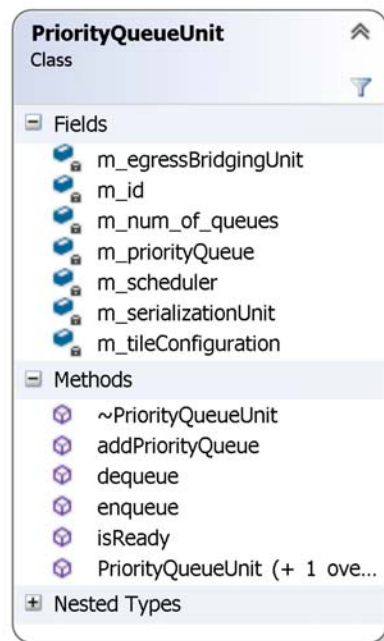 PriorityQueueUnit
Class
Fields
m_egressBridgingUnit
m_id
m_num_of_queues
m_priorityQueue
m_scheduler
m_serializationUnit
m_tileConfiguration
Methods
~PriorityQueueUnit
addPriorityQueue
dequeue
enqueue
isReady
PriorityQueueUnit (+ 1 ove...
Nested Types